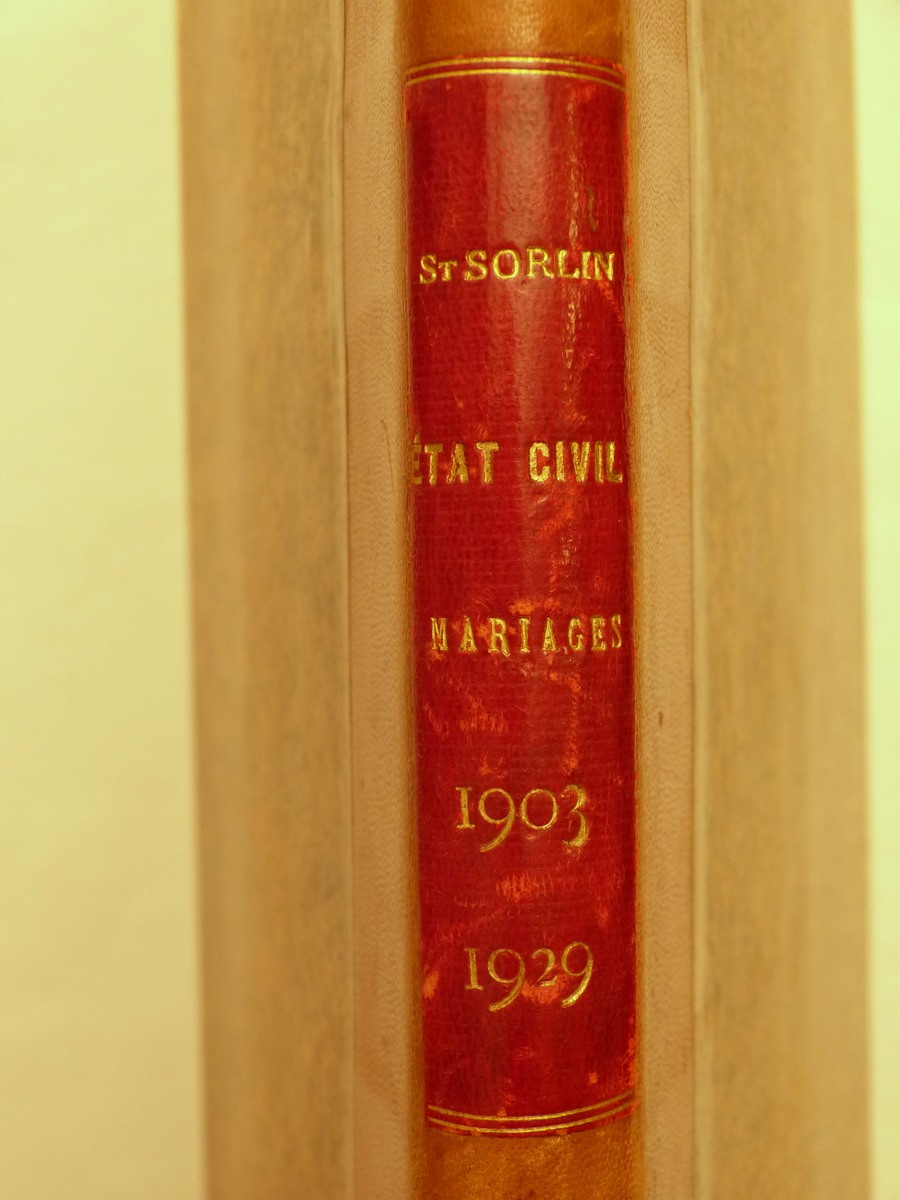 St SORLIN
ÉTAT CIVIL
MARIAGES
1903
1929